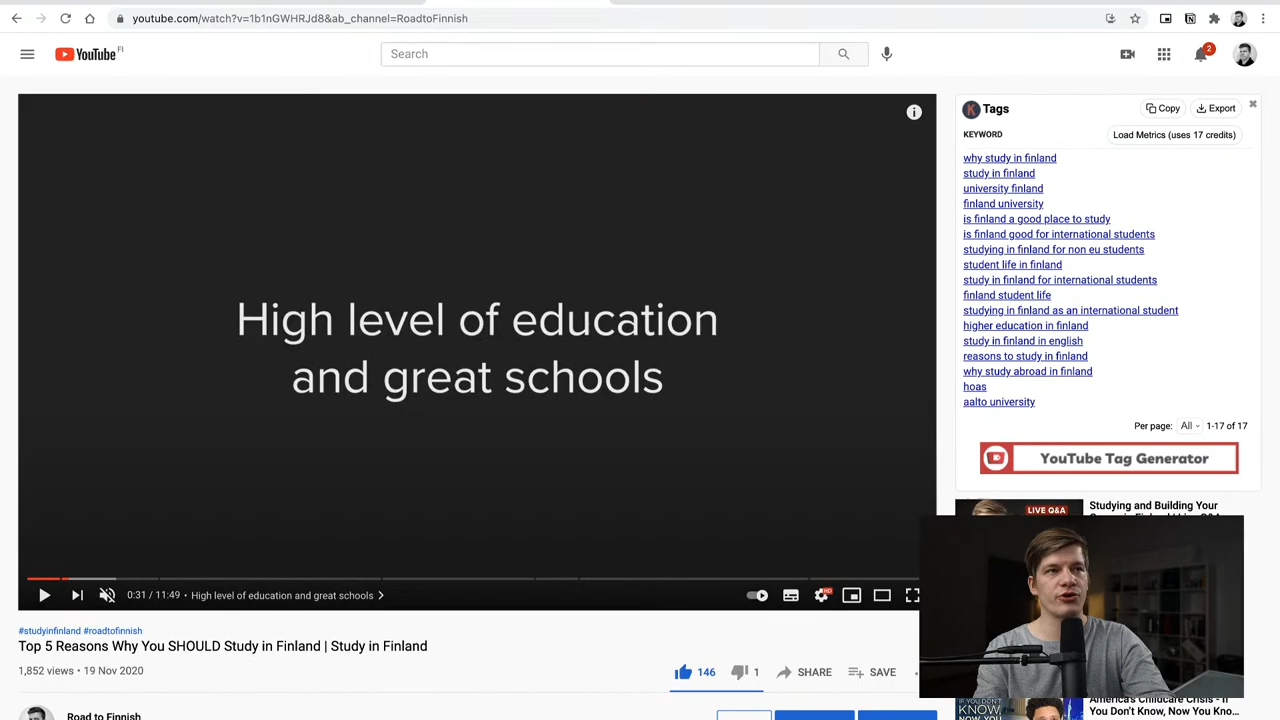 youtube.com/watch?v=1b1nGWHRJd8&ab_channel=RoadtoFinnish
YouTube FI
Search
2
Tags
Copy
Export
KEYWORD
Load Metrics (uses 17 credits)
why study in finland
study in finland
university finland
finland university
is finland a good place to study
is finland good for international students
studying in finland for non eu students
student life in finland
study in finland for international students
finland student life
studying in finland as an international student
higher education in finland
study in finland in english
reasons to study in finland
why study abroad in finland
hoas
aalto university
Per page: All 1-17 of 17
YouTube Tag Generator
High level of education
and great schools
0:31 / 11:49 • High level of education and great schools
HD
#studyinfinland #roadtofinnish
Top 5 Reasons Why You SHOULD Study in Finland | Study in Finland
1,852 views • 19 Nov 2020
146
1
SHARE
SAVE
Road to Finnish
LIVE Q&A
Studying and Building Your
IF YOU DON'T
KNOW,
NOW YOU
America's Childcare Crisis - If
You Don't Know, Now You Kno...